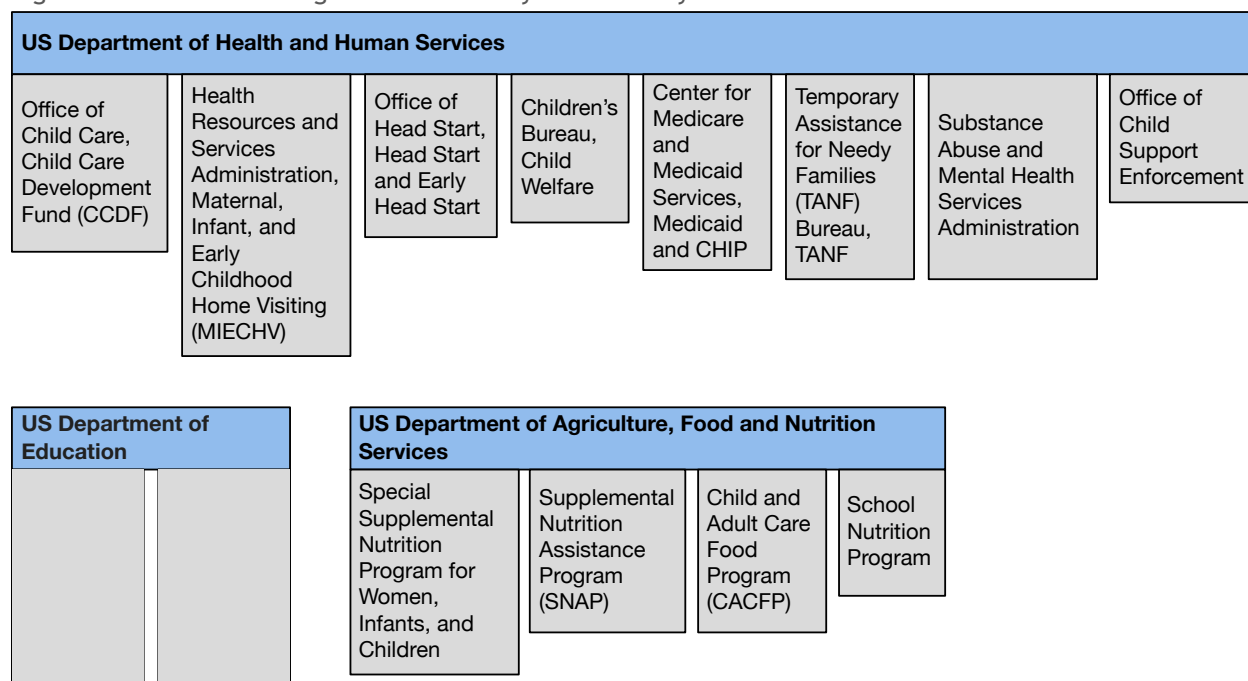 US Department of Health and Human Services
Office of
Child Care,
Child Care
Development
Fund (CCDF)
Health
Resources and
Services
Administration,
Maternal,
Infant, and
Early
Childhood
Home Visiting
(MIECHV)
Office of
Head Start,
Head Start
and Early
Head Start
Children's
Bureau,
Child
Welfare
Center for
Medicare
and
Medicaid
Services,
Medicaid
and CHIP
Temporary
Assistance
for Needy
Families
(TANF)
Bureau,
TANF
Substance
Abuse and
Mental Health
Services
Administration
Office of
Child
Support
Enforcement
US Department of
Education
US Department of Agriculture, Food and Nutrition
Services
Special
Supplemental
Nutrition
Program for
Women,
Infants, and
Children
Supplemental
Nutrition
Assistance
Program
(SNAP)
Child and
Adult Care
Food
Program
(CACFP)
School
Nutrition
Program